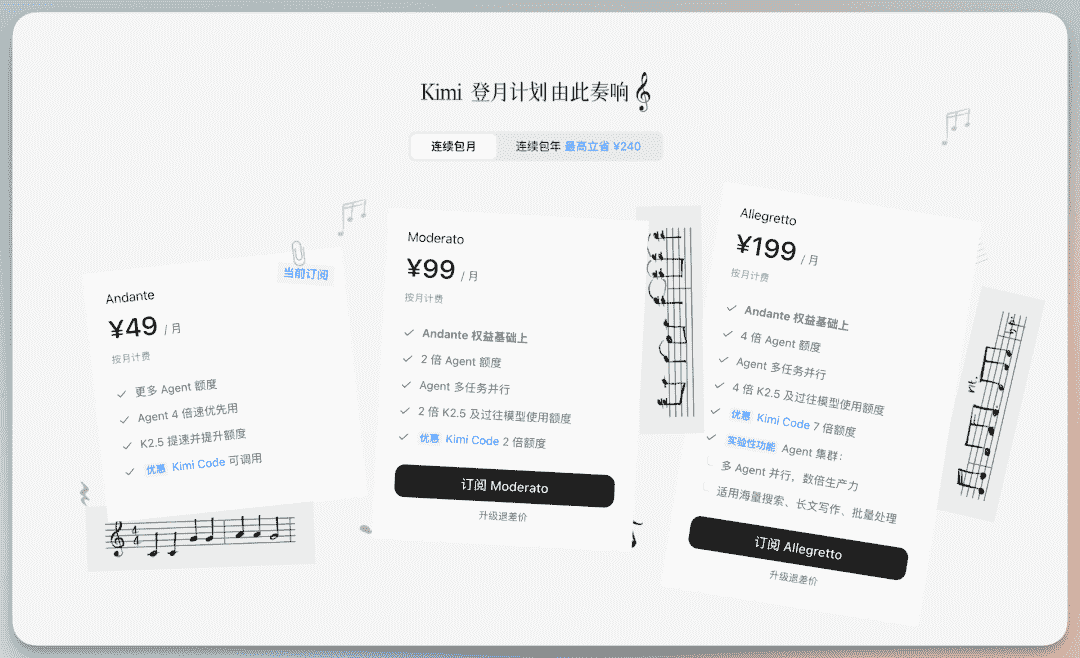 Kimi 登月计划由此奏响
连续包月
连续包年 最高立省 ¥240
当前订阅
Andante
¥49 / 月
按月计费
更多 Agent 额度
Agent 4 倍速优先用
K2.5 提速并提升额度
优惠 Kimi Code 可调用
4
4
Moderato
¥99 / 月
按月计费
Andante 权益基础上
2 倍 Agent 额度
Agent 多任务并行
2 倍 K2.5 及过往模型使用额度
优惠 Kimi Code 2 倍额度
订阅 Moderato
升级退差价
Allegretto
¥199 / 月
按月计费
Andante 权益基础上
4 倍 Agent 额度
Agent 多任务并行
4 倍 K2.5 及过往模型使用额度
优惠 Kimi Code 7 倍额度
实验性功能 Agent 集群:
多 Agent 并行，数倍生产力
适用海量搜索、长文写作、批量处理
订阅 Allegretto
升级退差价
rit.